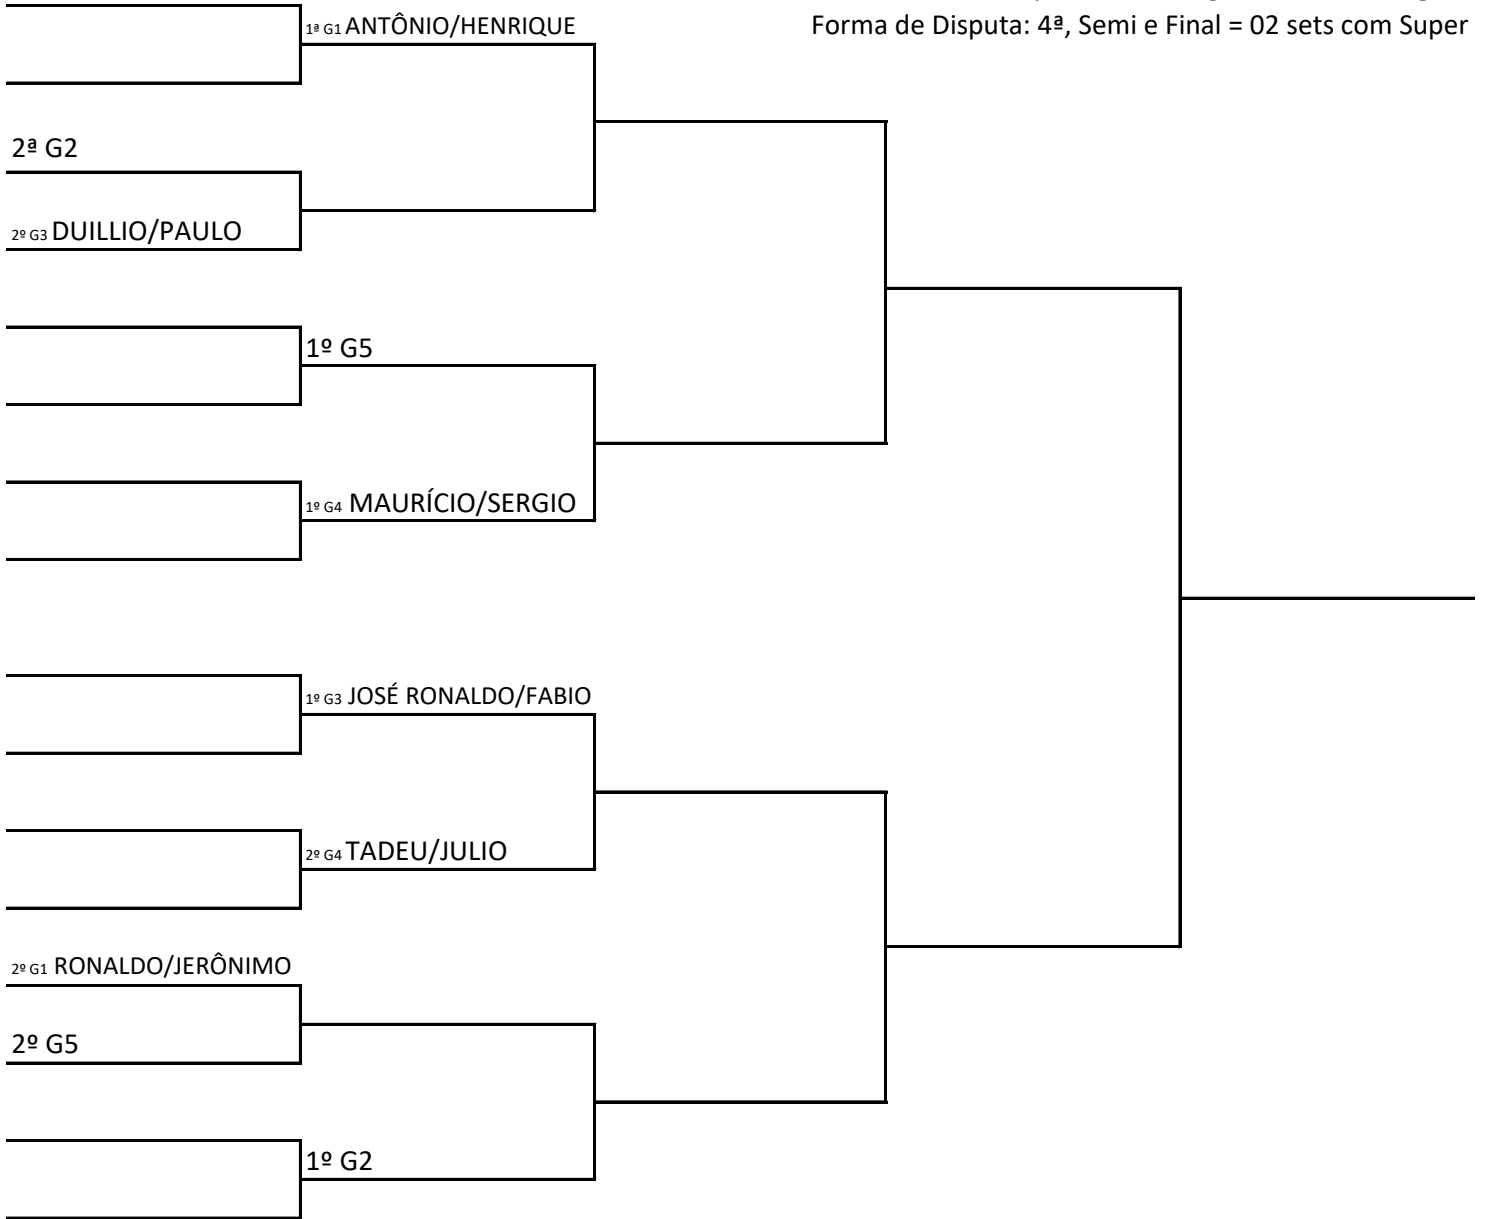 1ª G1 ANTÔNIO/HENRIQUE
Forma de Disputa: 4ª, Semi e Final = 02 sets com Super
2ª G2
2º G3 DUILLIO/PAULO
1º G5
1º G4 MAURÍCIO/SERGIO
1º G3 JOSÉ RONALDO/FABIO
2º G4 TADEU/JULIO
2º G1 RONALDO/JERÔNIMO
2º G5
1º G2